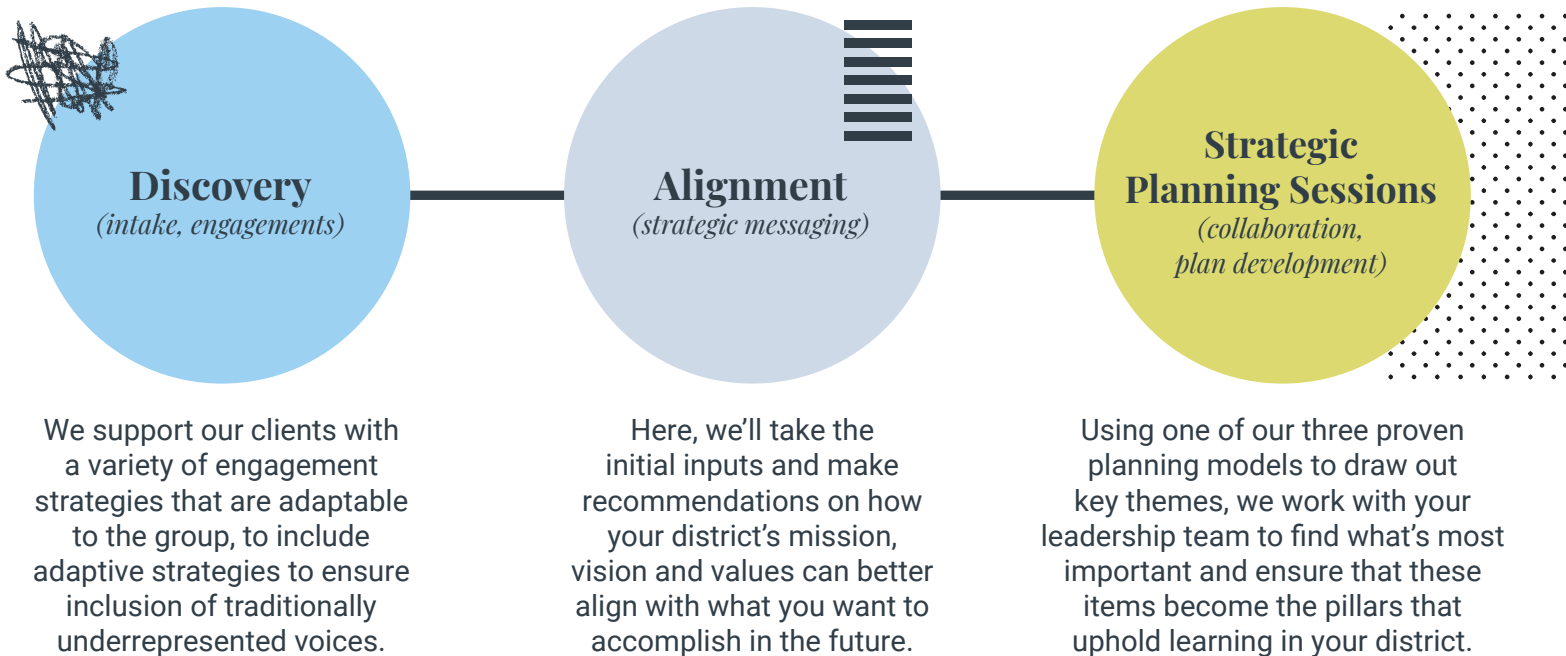 Discovery
(intake, engagements)
We support our clients with
a variety of engagement
strategies that are adaptable
to the group, to include
adaptive strategies to ensure
inclusion of traditionally
underrepresented voices.
Alignment
(strategic messaging)
Here, we’ll take the
initial inputs and make
recommendations on how
your district’s mission,
vision and values can better
align with what you want to
accomplish in the future.
Strategic
Planning Sessions
(collaboration,
plan development)
Using one of our three proven
planning models to draw out
key themes, we work with your
leadership team to find what’s most
important and ensure that these
items become the pillars that
uphold learning in your district.